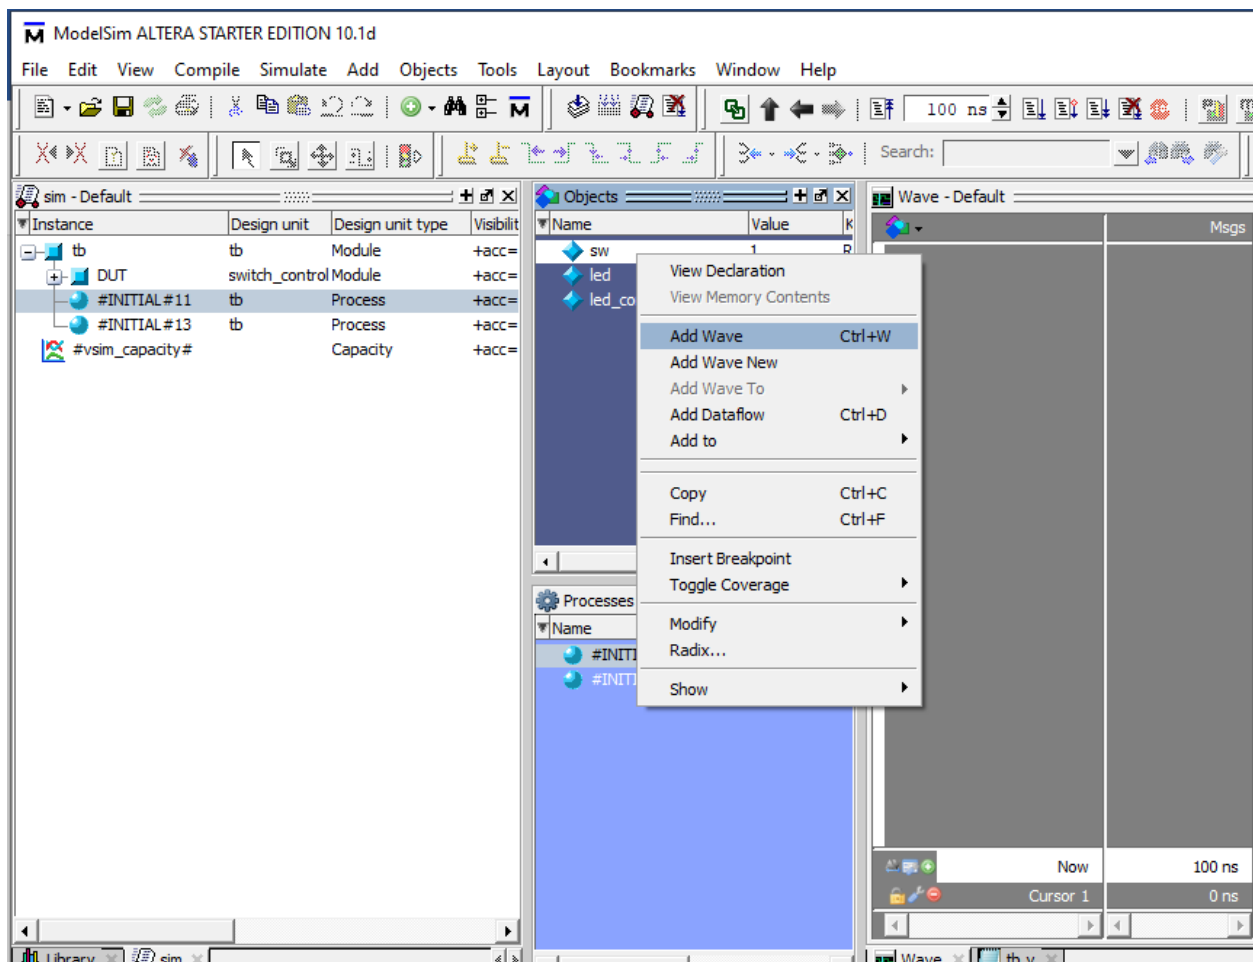 ModelSim ALTERA STARTER EDITION 10.1d
File Edit View Compile Simulate Add Objects Tools Layout Bookmarks Window Help
100 ns
Search:
sim - Default
Instance Design unit Design unit type Visibilit
tb tb Module +acc=
DUT switch_control Module +acc=
#INITIAL#11 tb Process +acc=
#INITIAL#13 tb Process +acc=
#vsim_capacity# Capacity +acc=
Library sim
Objects
Name Value K
sw 1 R
led
led_co
View Declaration
View Memory Contents
Add Wave Ctrl+W
Add Wave New
Add Wave To
Add Dataflow Ctrl+D
Add to
Copy Ctrl+C
Find... Ctrl+F
Insert Breakpoint
Toggle Coverage
Modify
Radix...
Show
Processes
Name
#INITI
#INITI
Wave - Default
Msgs
Now 100 ns
Cursor 1 0 ns
Wave tb.v